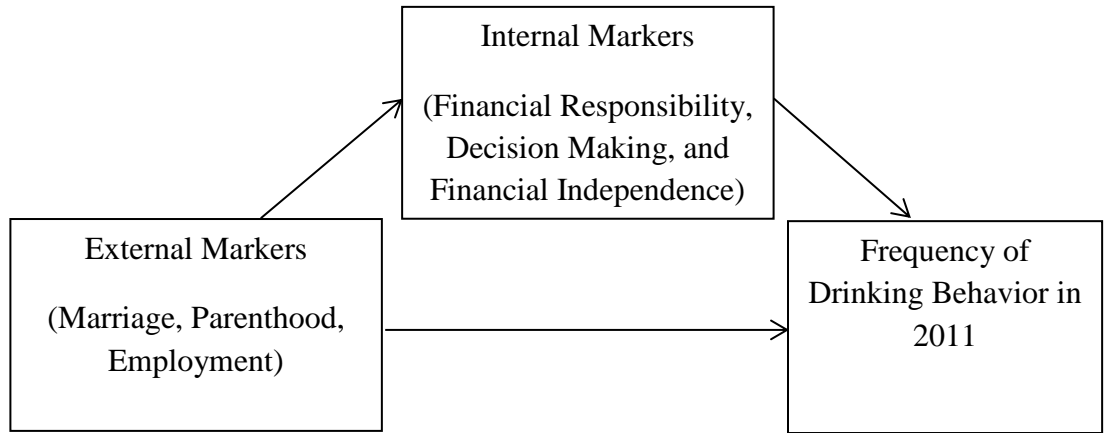 Internal Markers
(Financial Responsibility,
Decision Making, and
Financial Independence)
External Markers
(Marriage, Parenthood,
Employment)
Frequency of
Drinking Behavior in
2011